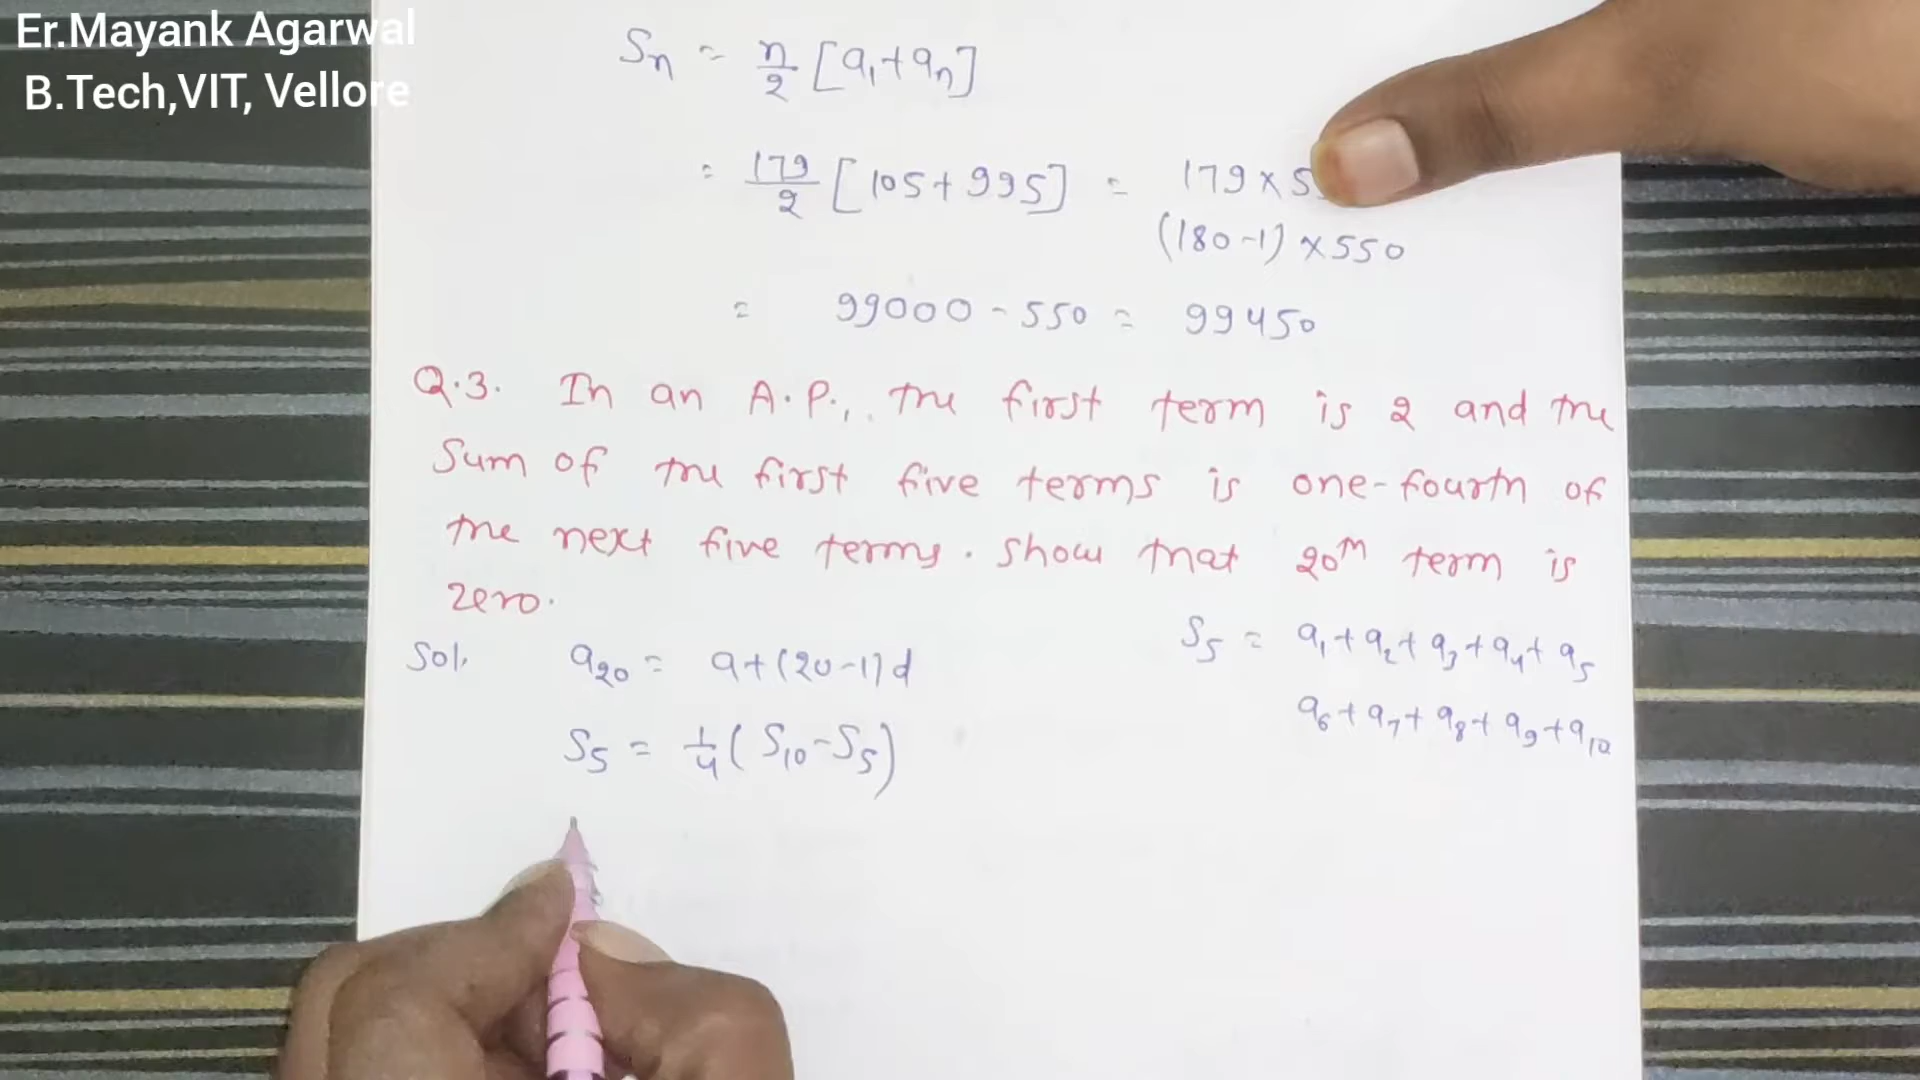 Er.Mayank Agarwal
B.Tech,VIT, Vellore
Sn = n/2 [a₁+an]
= 179/2 [105+995] = 179×5
(180-1)×550
= 99000-550 = 99450
Q.3. In an A.P., the first term is 2 and the
Sum of the first five terms is one-fourth of
the next five terms. Show that 20th term is
zero.
S₅ = a₁+a₂+a₃+a₄+a₅
Sol. a₂₀ = a+(20-1)d
a₆+a₇+a₈+a₉+a₁₀
S₅ = 1/4 (S₁₀-S₅)